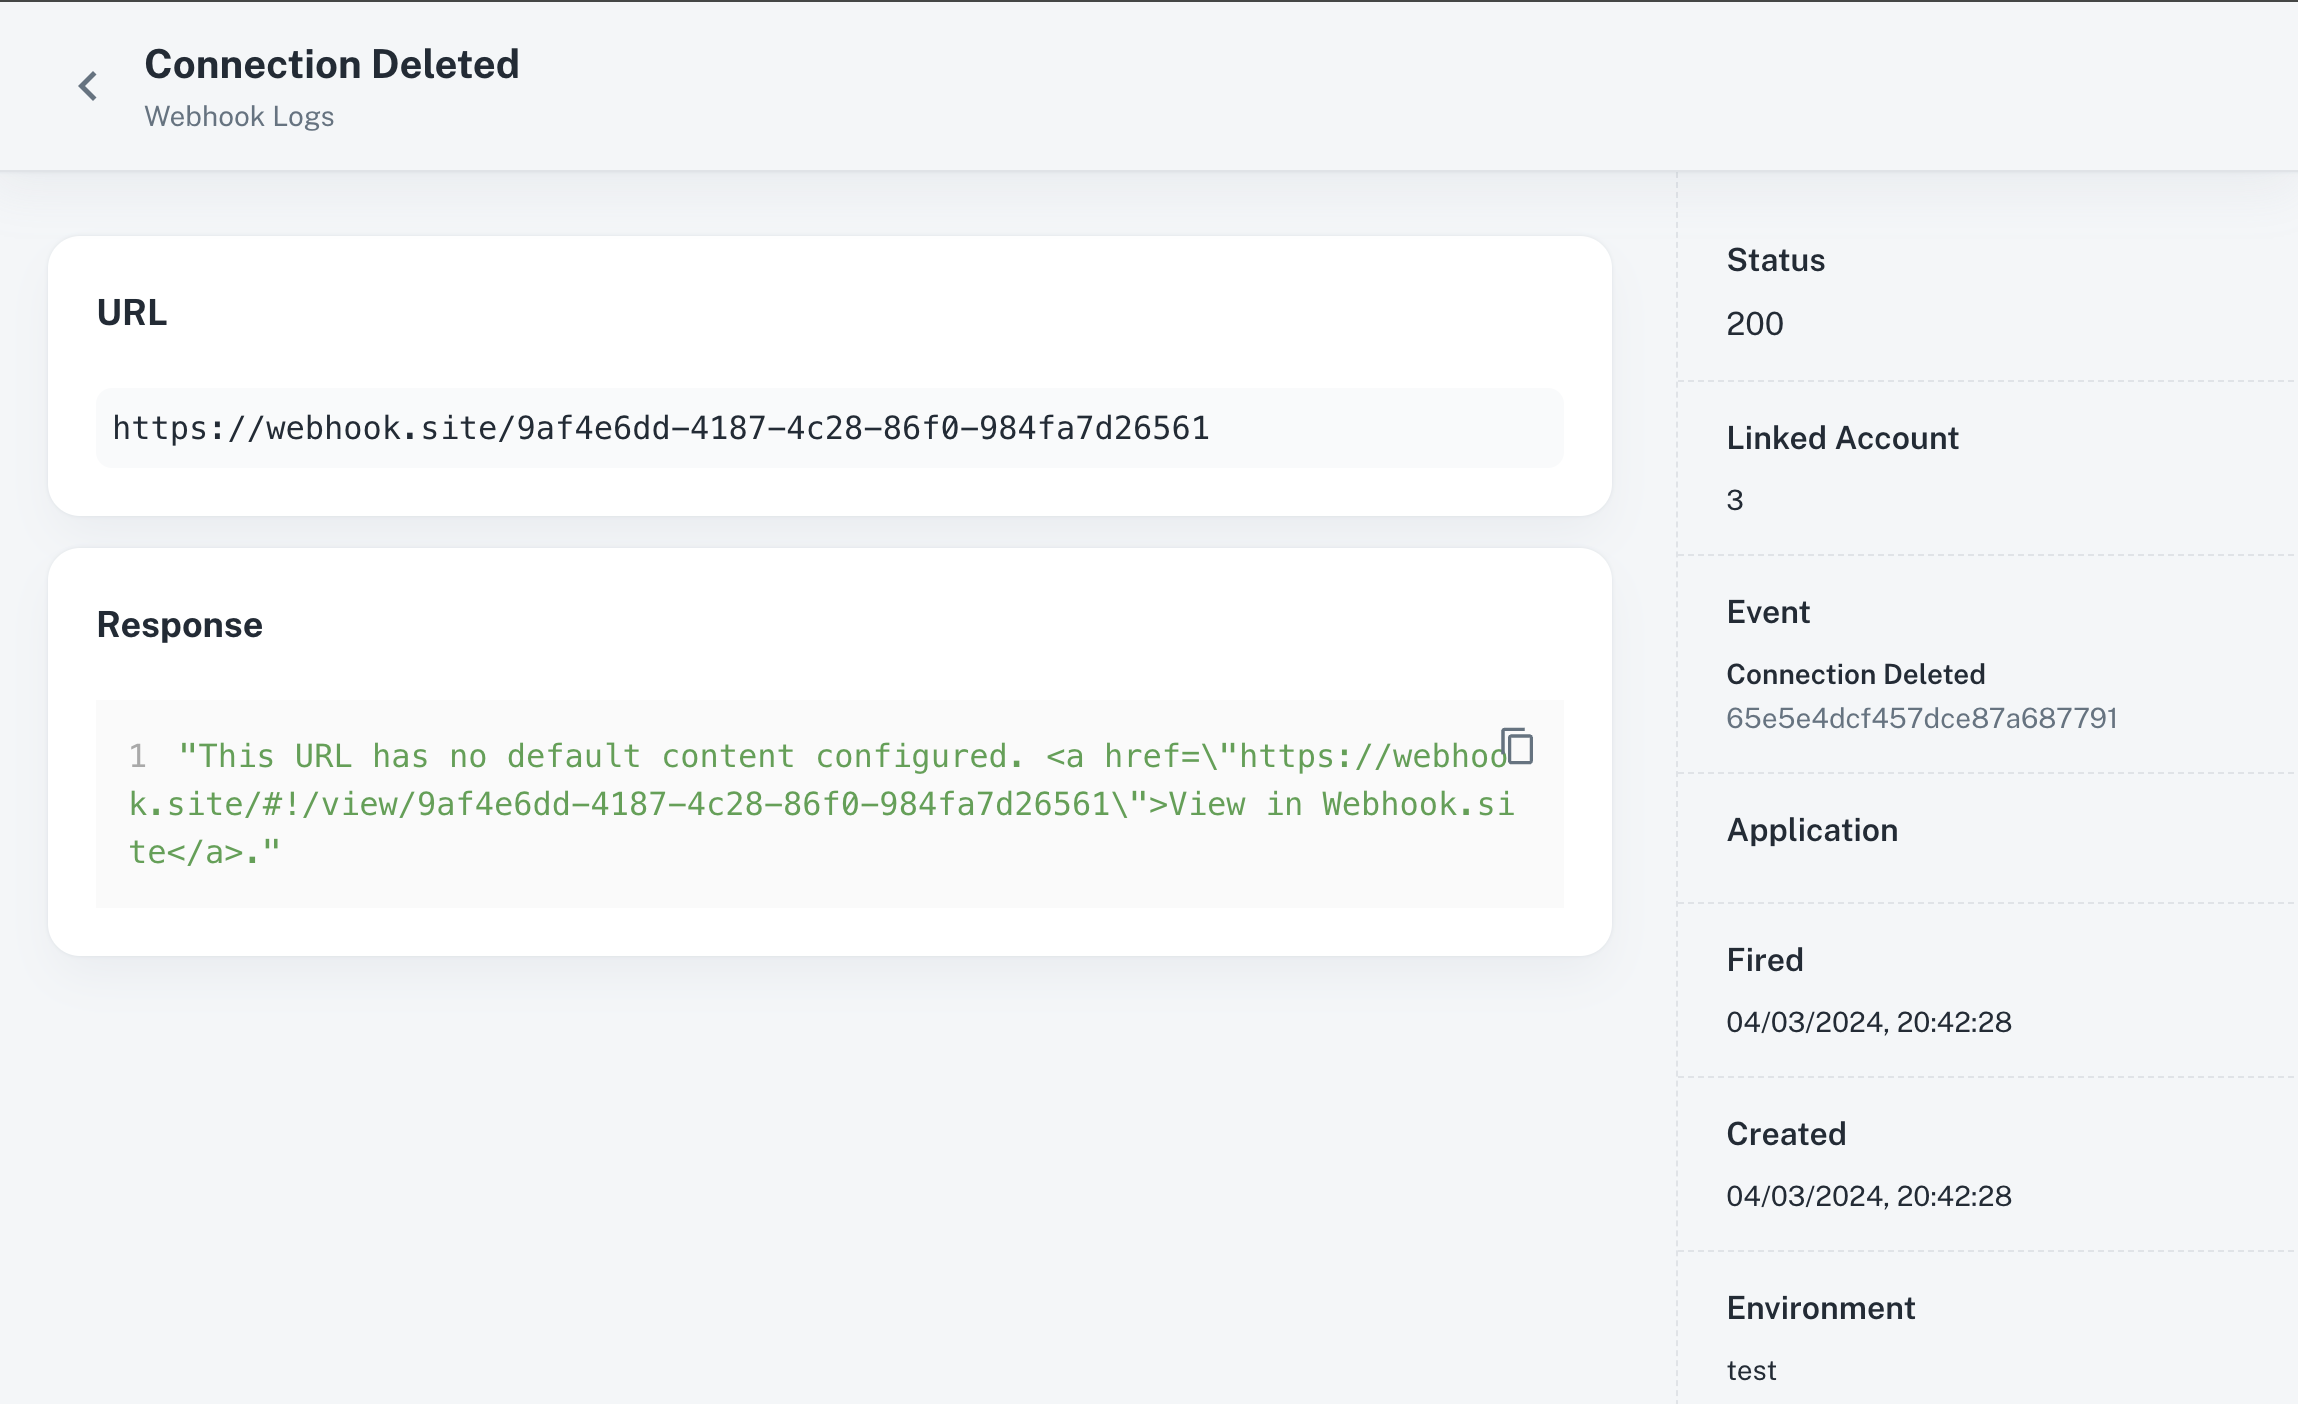 Connection Deleted
Webhook Logs
URL
https://webhook.site/9af4e6dd-4187-4c28-86f0-984fa7d26561
Response
1 "This URL has no default content configured. <a href=\"https://webhoo
k.site/#!/view/9af4e6dd-4187-4c28-86f0-984fa7d26561\">View in Webhook.si
te</a>."
Status
200
Linked Account
3
Event
Connection Deleted
65e5e4dcf457dce87a687791
Application
Fired
04/03/2024, 20:42:28
Created
04/03/2024, 20:42:28
Environment
test